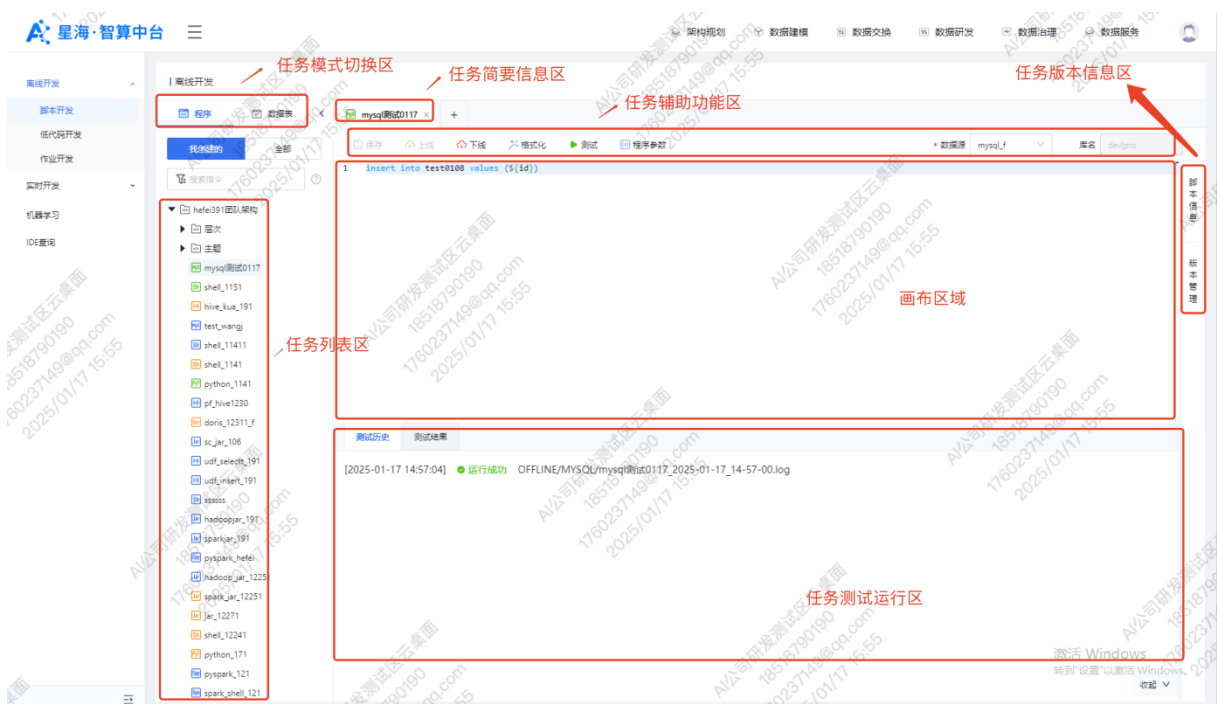 星海·智算中台
架构规划 数据建模 数据交换 数据研发 数据治理 数据服务
离线开发
脚本开发
低代码开发
作业开发
实时开发
机器学习
IDE查询
离线开发
任务模式切换区
任务简要信息区
任务辅助功能区
任务版本信息区
程序 数据表
mysql测试0117 × +
我创建的 全部
保存 上线 下线 格式化 测试 程序参数
* 数据源 mysql_f 库名 dev/pro
搜索指令
1 insert into test0108 values (${id})
脚本信息
版本管理
画布区域
任务列表区
hefei391团队架构
层次
主题
mysql测试0117
shell_1151
hive_kua_191
test_wangj
shell_11411
shell_1141
python_1141
pf_hive1230
doris_12311_f
sc_jar_106
udf_selectt_191
udf_insert_191
ssssss
hadoopjar_191
sparkjar_191
pyspark_hefei
hadoop_jar_12251
spark_jar_12251
jar_12271
shell_12241
python_171
pyspark_121
spark_shell_121
测试历史 测试结果
[2025-01-17 14:57:04] 运行成功 OFFLINE/MYSQL/mysql测试0117_2025-01-17_14-57-00.log
任务测试运行区
激活 Windows
转到"设置"以激活 Windows。
收起
AI公司研发测试区云桌面
18518790190
1760237149@qq.com
2025/01/17 15:55